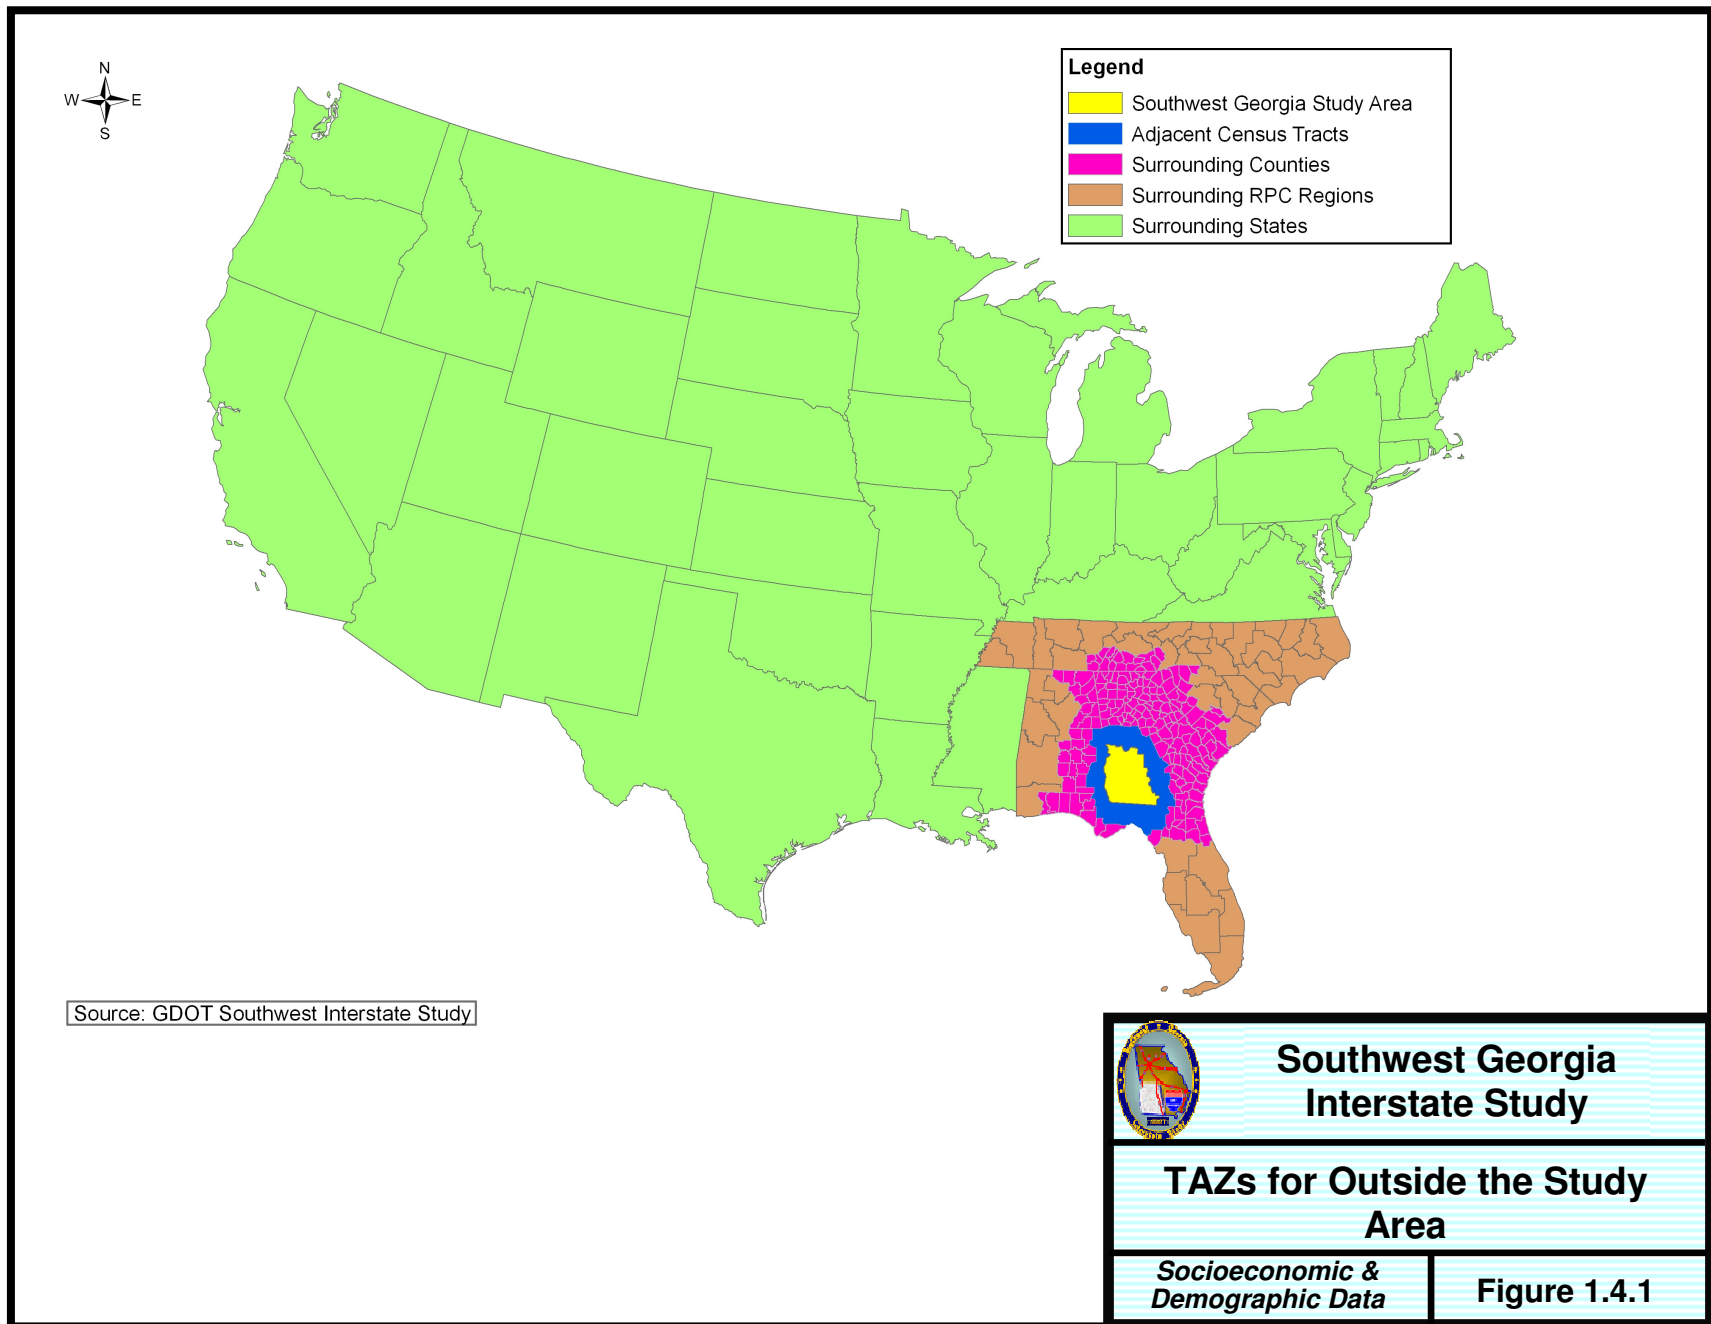 N
W E
S
Legend
Southwest Georgia Study Area
Adjacent Census Tracts
Surrounding Counties
Surrounding RPC Regions
Surrounding States
Source: GDOT Southwest Interstate Study
Southwest Georgia
Interstate Study
TAZs for Outside the Study
Area
Socioeconomic &
Demographic Data
Figure 1.4.1